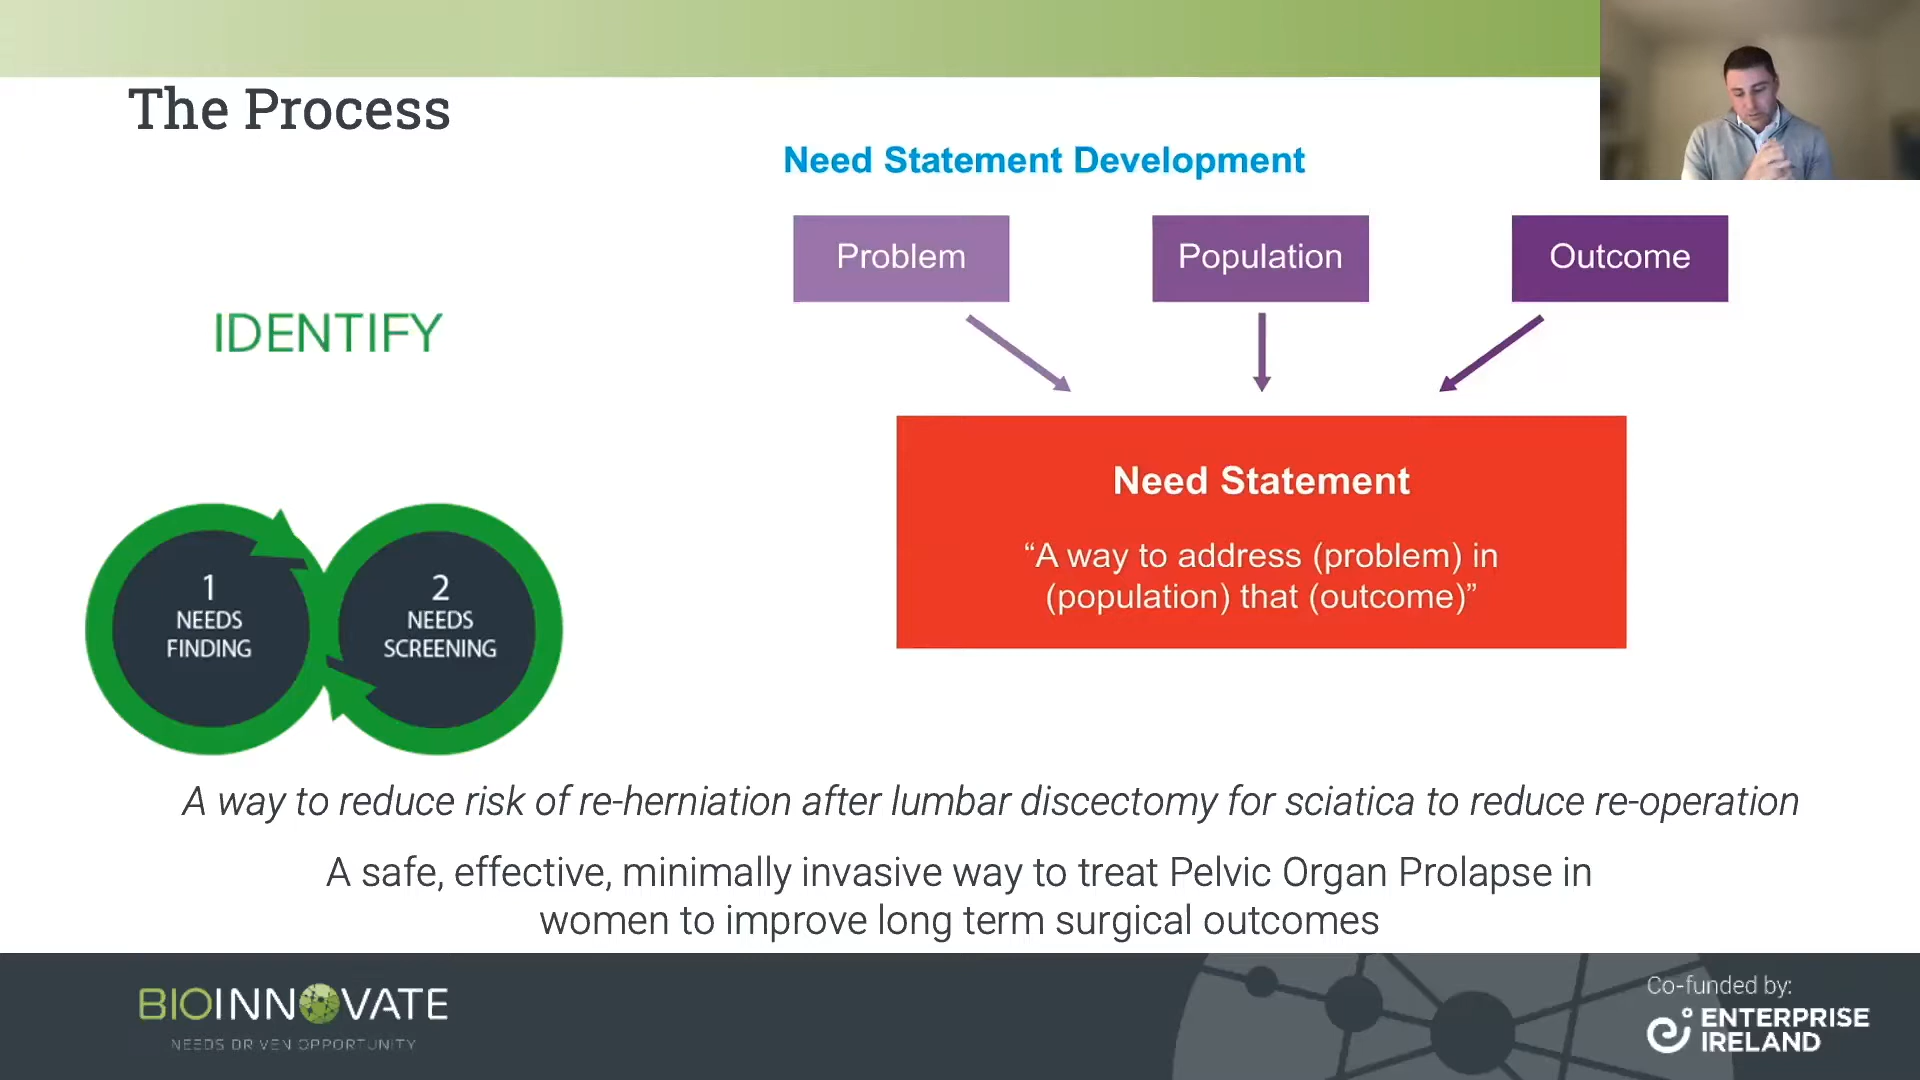 The Process
Need Statement Development
Problem
Population
Outcome
IDENTIFY
Need Statement
“A way to address (problem) in
(population) that (outcome)”
1
NEEDS
FINDING
2
NEEDS
SCREENING
A way to reduce risk of re-herniation after lumbar discectomy for sciatica to reduce re-operation
A safe, effective, minimally invasive way to treat Pelvic Organ Prolapse in
women to improve long term surgical outcomes
BIOINNOVATE
NEEDS DRIVEN OPPORTUNITY
Co-funded by:
ENTERPRISE
IRELAND